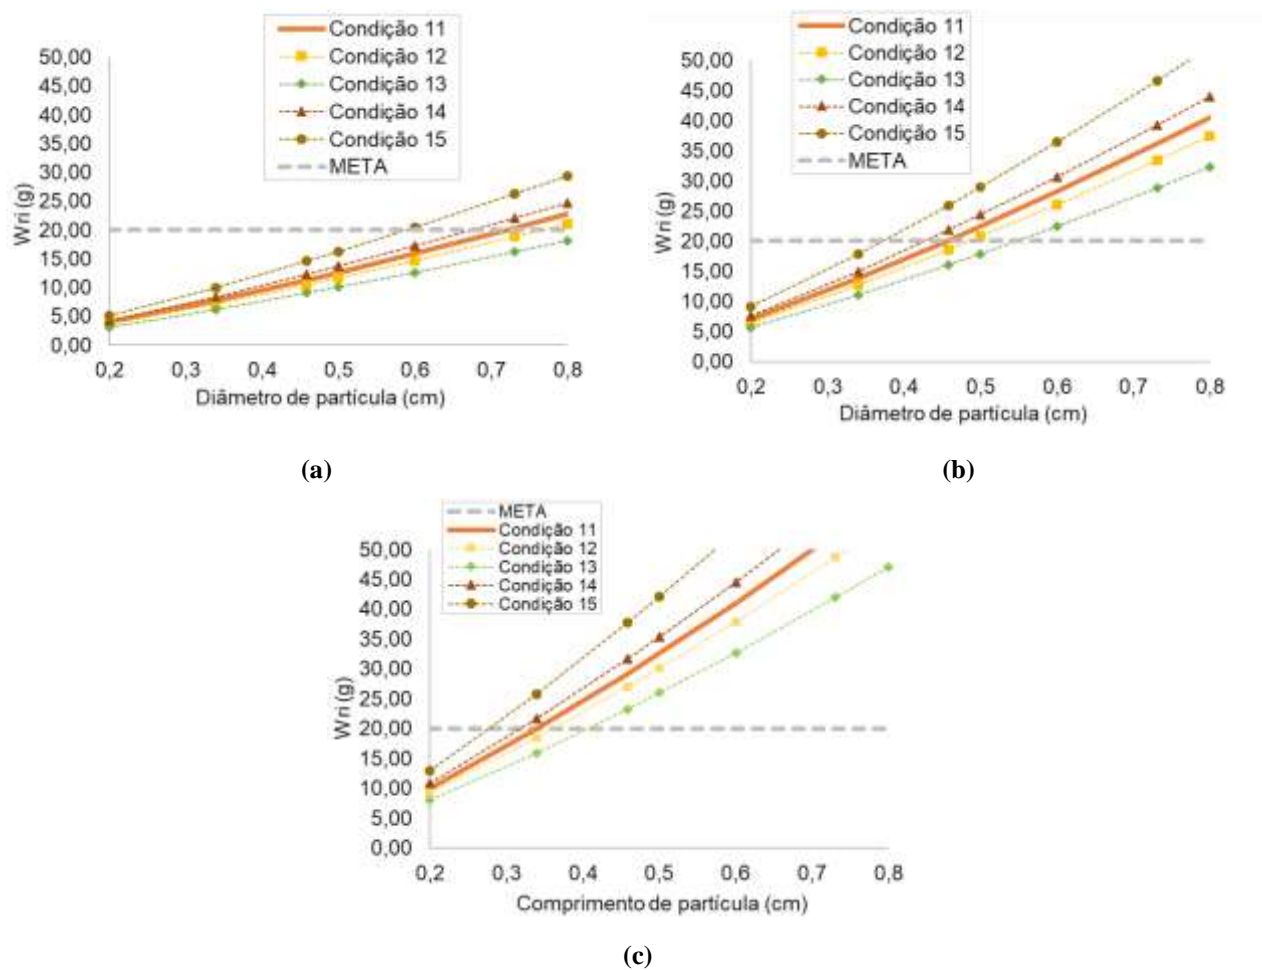 Condição 11
Condição 12
Condição 13
Condição 14
Condição 15
META
50,00
45,00
40,00
35,00
30,00
25,00
20,00
15,00
10,00
5,00
0,00
Wri (g)
0,2 0,3 0,4 0,5 0,6 0,7 0,8
Diâmetro de partícula (cm)
(a)
Condição 11
Condição 12
Condição 13
Condição 14
Condição 15
META
50,00
45,00
40,00
35,00
30,00
25,00
20,00
15,00
10,00
5,00
0,00
Wri (g)
0,2 0,3 0,4 0,5 0,6 0,7 0,8
Diâmetro de partícula (cm)
(b)
META
Condição 11
Condição 12
Condição 13
Condição 14
Condição 15
50,00
45,00
40,00
35,00
30,00
25,00
20,00
15,00
10,00
5,00
0,00
Wri (g)
0,2 0,3 0,4 0,5 0,6 0,7 0,8
Comprimento de partícula (cm)
(c)